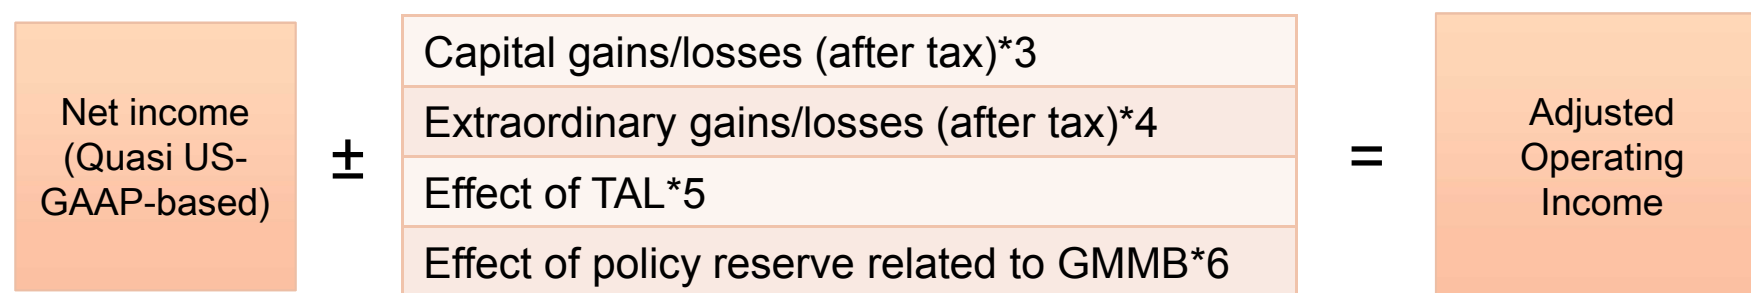 Net income
(Quasi US-
GAAP-based)
±
Capital gains/losses (after tax)*3
Extraordinary gains/losses (after tax)*4
Effect of TAL*5
Effect of policy reserve related to GMMB*6
=
Adjusted
Operating
Income